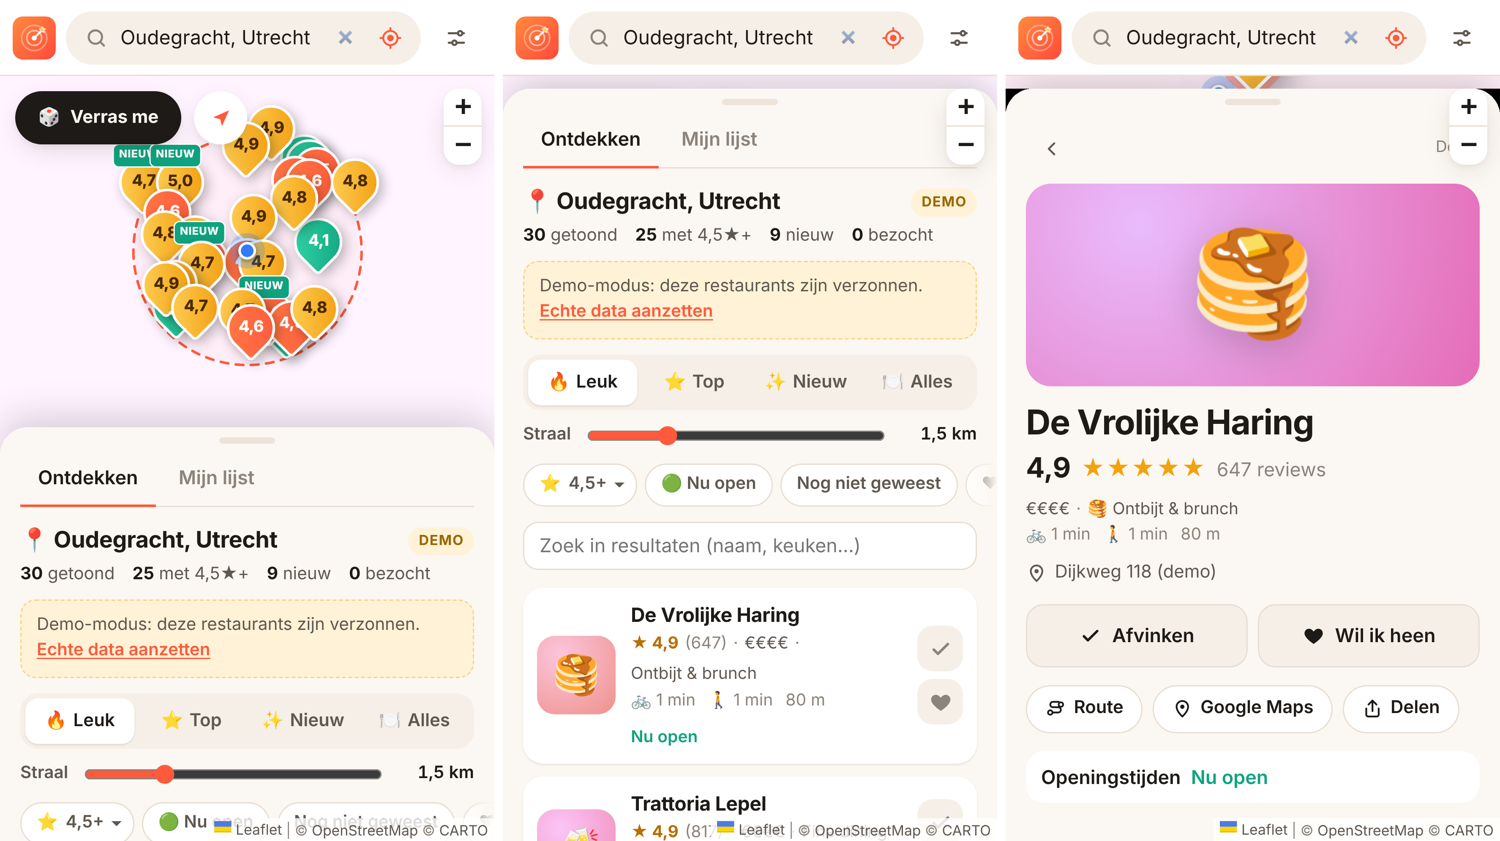 Oudegracht, Utrecht
Verras me
+
−
4,9
4,9
NIEUW
NIEUW
4,7
5,0
4,6
4,8
4,8
4,6
4,9
4,8
NIEUW
4,1
4,7
4,7
4,9
NIEUW
4,7
4,8
4,6
Ontdekken
Mijn lijst
Oudegracht, Utrecht
DEMO
30 getoond 25 met 4,5★+ 9 nieuw 0 bezocht
Demo-modus: deze restaurants zijn verzonnen.
Echte data aanzetten
Leuk
Top
Nieuw
Alles
Straal
1,5 km
4,5+
Nu open
Nog niet geweest
Leaflet | © OpenStreetMap © CARTO
Oudegracht, Utrecht
+
−
Ontdekken
Mijn lijst
Oudegracht, Utrecht
DEMO
30 getoond 25 met 4,5★+ 9 nieuw 0 bezocht
Demo-modus: deze restaurants zijn verzonnen.
Echte data aanzetten
Leuk
Top
Nieuw
Alles
Straal
1,5 km
4,5+
Nu open
Nog niet geweest
Zoek in resultaten (naam, keuken...)
De Vrolijke Haring
★ 4,9 (647) · €€€€ ·
Ontbijt & brunch
1 min 1 min 80 m
Nu open
Trattoria Lepel
★ 4,9
Leaflet | © OpenStreetMap © CARTO
Oudegracht, Utrecht
+
−
De Vrolijke Haring
4,9 ★★★★★ 647 reviews
€€€€ · Ontbijt & brunch
1 min 1 min 80 m
Dijkweg 118 (demo)
Afvinken
Wil ik heen
Route
Google Maps
Delen
Openingstijden Nu open
Leaflet | © OpenStreetMap © CARTO